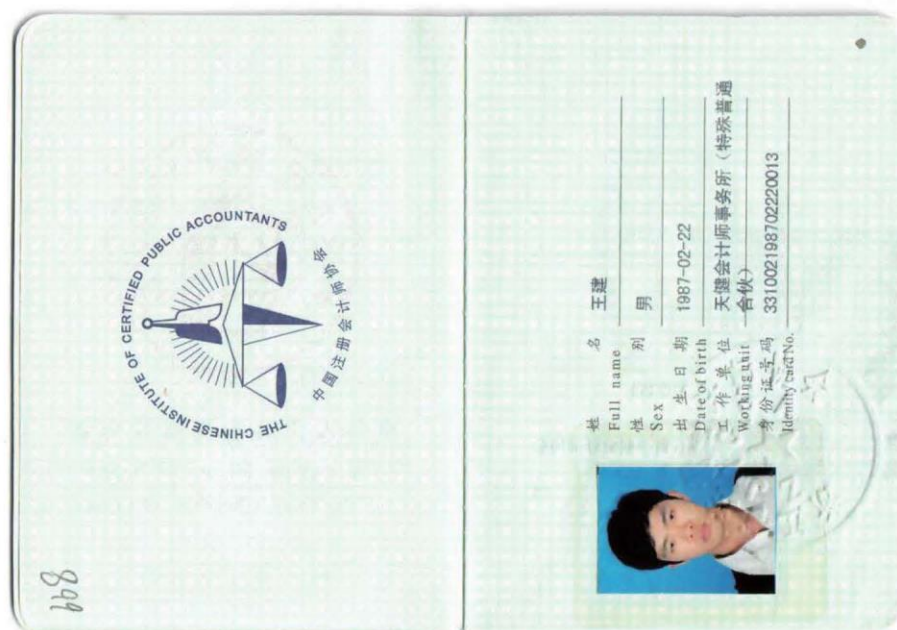 THE CHINESE INSTITUTE OF CERTIFIED PUBLIC ACCOUNTANTS
中国注册会计师协会
899
姓名 王建
Full name
性别 男
Sex
出生日期 1987-02-22
Date of birth
工作单位 天健会计师事务所（特殊普通
Working unit 合伙）
身份证号码 331002198702220013
Identity card No.